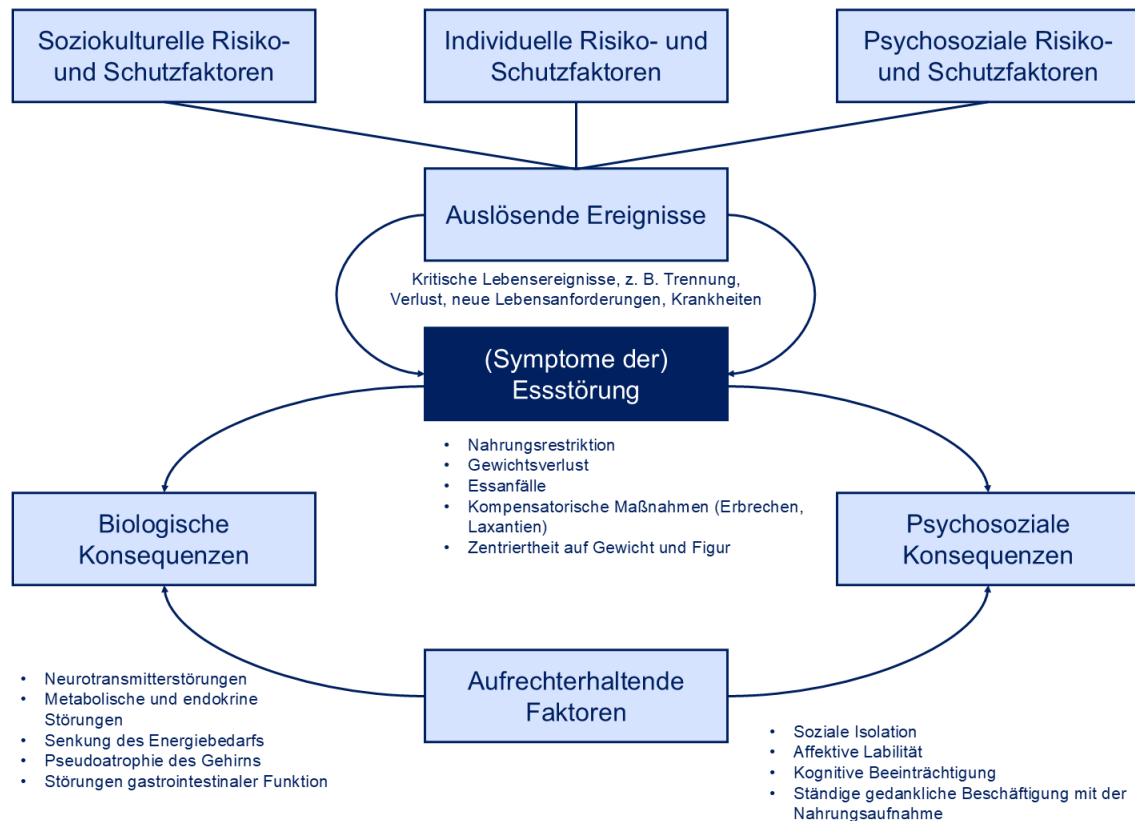 Soziokulturelle Risiko-
und Schutzfaktoren
Individuelle Risiko- und
Schutzfaktoren
Psychosoziale Risiko-
und Schutzfaktoren
Auslösende Ereignisse
Kritische Lebensereignisse, z. B. Trennung,
Verlust, neue Lebensanforderungen, Krankheiten
(Symptome der)
Essstörung
• Nahrungsrestriktion
• Gewichtsverlust
• Essanfälle
• Kompensatorische Maßnahmen (Erbrechen,
Laxantien)
• Zentriertheit auf Gewicht und Figur
Biologische
Konsequenzen
Psychosoziale
Konsequenzen
Aufrechterhaltende
Faktoren
• Neurotransmitterstörungen
• Metabolische und endokrine
Störungen
• Senkung des Energiebedarfs
• Pseudoatrophie des Gehirns
• Störungen gastrointestinaler Funktion
• Soziale Isolation
• Affektive Labilität
• Kognitive Beeinträchtigung
• Ständige gedankliche Beschäftigung mit der
Nahrungsaufnahme